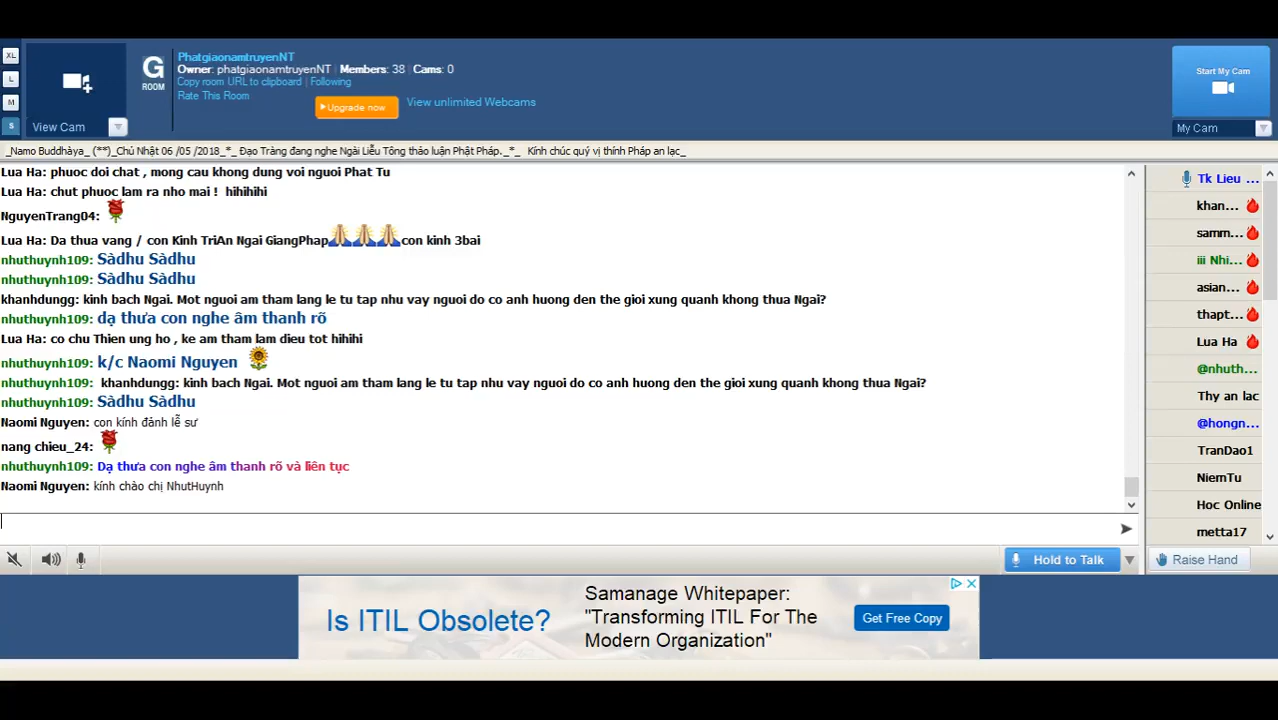 XL
L
M
S
View Cam
G
ROOM
PhatgiaonamtruyenNT
Owner: phatgiaonamtruyenNT | Members: 38 | Cams: 0
Copy room URL to clipboard | Following
Rate This Room
Upgrade now
View unlimited Webcams
Start My Cam
My Cam
_Namo Buddhàya_ (**)_Chủ Nhật 06 /05 /2018_*_ Đạo Tràng đang nghe Ngài Liễu Tông thảo luận Phật Pháp._*_ Kính chúc quý vị thính Pháp an lạc_
Lua Ha: phuoc doi chat , mong cau khong dung voi nguoi Phat Tu
Lua Ha: chut phuoc lam ra nho mai ! hihihihi
NguyenTrang04:
Lua Ha: Da thua vang / con Kinh TriAn Ngai GiangPhap con kinh 3bai
nhuthuynh109: Sàdhu Sàdhu
nhuthuynh109: Sàdhu Sàdhu
khanhdungg: kinh bach Ngai. Mot nguoi am tham lang le tu tap nhu vay nguoi do co anh huong den the gioi xung quanh khong thua Ngai?
nhuthuynh109: dạ thưa con nghe âm thanh rõ
Lua Ha: co chu Thien ung ho , ke am tham lam dieu tot hihihi
nhuthuynh109: k/c Naomi Nguyen
nhuthuynh109: khanhdungg: kinh bach Ngai. Mot nguoi am tham lang le tu tap nhu vay nguoi do co anh huong den the gioi xung quanh khong thua Ngai?
nhuthuynh109: Sàdhu Sàdhu
Naomi Nguyen: con kính đảnh lễ sư
nang chieu_24:
nhuthuynh109: Dạ thưa con nghe âm thanh rõ và liên tục
Naomi Nguyen: kính chào chị NhutHuynh
Tk Lieu ...
khan...
samm...
iii Nhi...
asian...
thapt...
Lua Ha
@nhuth...
Thy an lac
@hongn...
TranDao1
NiemTu
Hoc Online
metta17
Hold to Talk
Raise Hand
Is ITIL Obsolete?
Samanage Whitepaper:
"Transforming ITIL For The
Modern Organization"
Get Free Copy